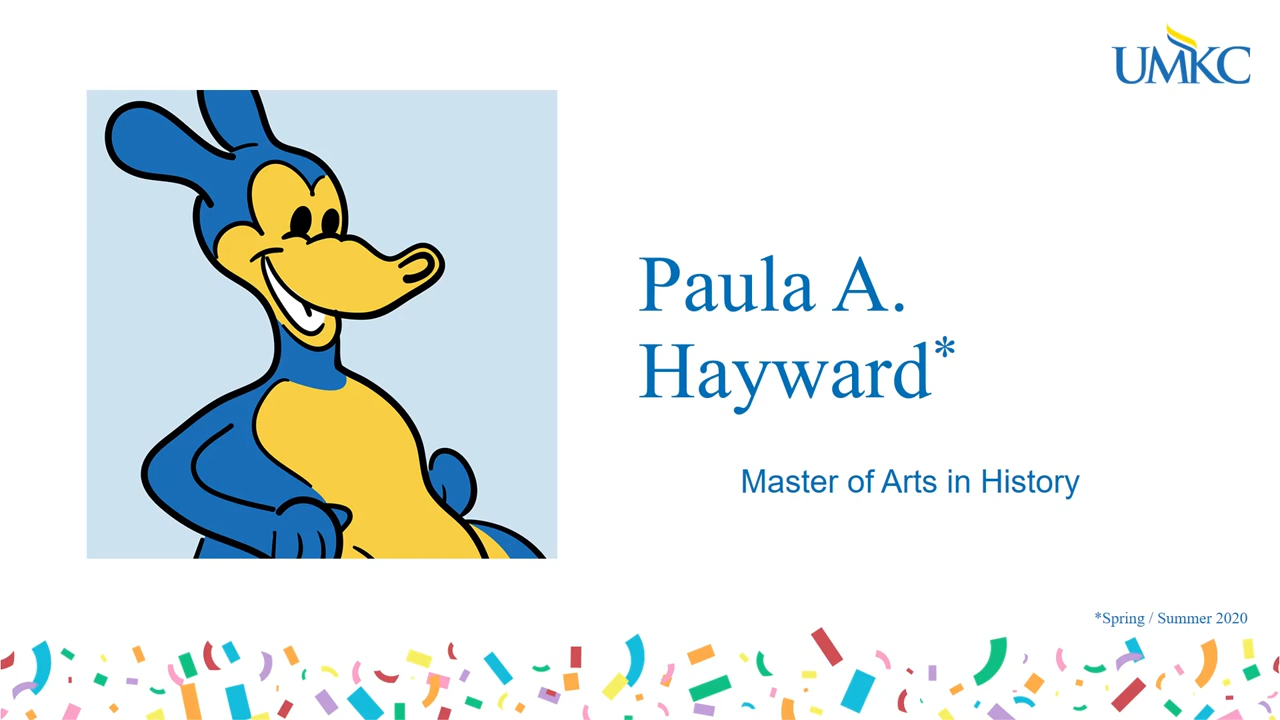 UMKC
Paula A.
Hayward*
Master of Arts in History
*Spring / Summer 2020